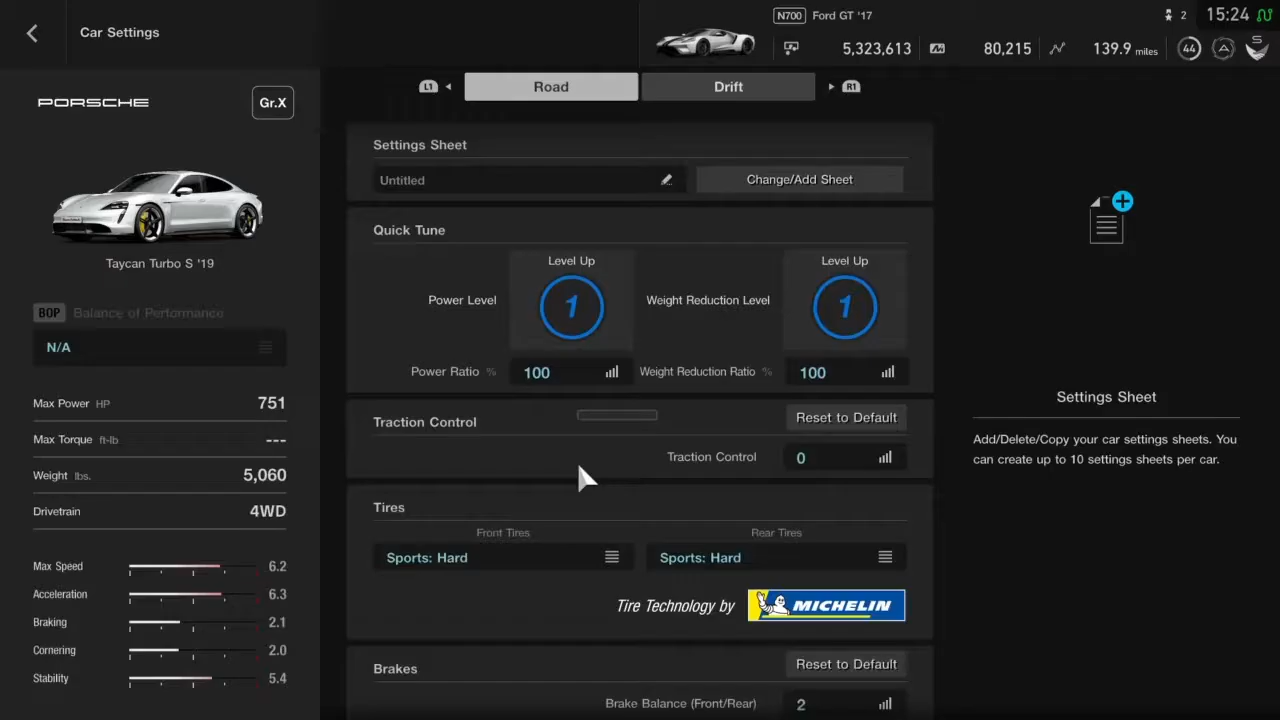 Car Settings
N700 Ford GT '17
5,323,613 80,215 139.9 miles
2 15:24
44 A S
PORSCHE
Gr.X
Taycan Turbo S '19
BOP Balance of Performance
N/A
Max Power HP 751
Max Torque ft-lb ---
Weight lbs. 5,060
Drivetrain 4WD
Max Speed 6.2
Acceleration 6.3
Braking 2.1
Cornering 2.0
Stability 5.4
L1 Road Drift R1
Settings Sheet
Untitled Change/Add Sheet
Quick Tune
Level Up Level Up
Power Level 1 Weight Reduction Level 1
Power Ratio % 100 Weight Reduction Ratio % 100
Traction Control Reset to Default
Traction Control 0
Tires
Front Tires Rear Tires
Sports: Hard Sports: Hard
Tire Technology by MICHELIN
Brakes Reset to Default
Brake Balance (Front/Rear) 2
Settings Sheet
Add/Delete/Copy your car settings sheets. You
can create up to 10 settings sheets per car.